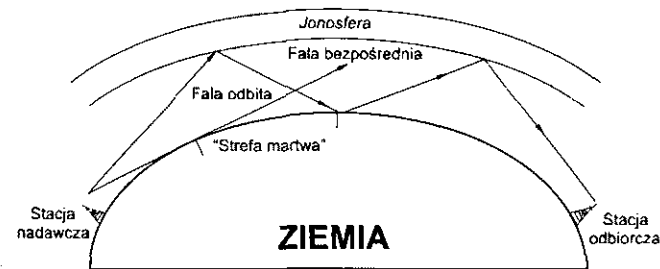 Jonosfera
Fala bezpośrednia
Fala odbita
"Strefa martwa"
Stacja
nadawcza
ZIEMIA
Stacja
odbiorcza